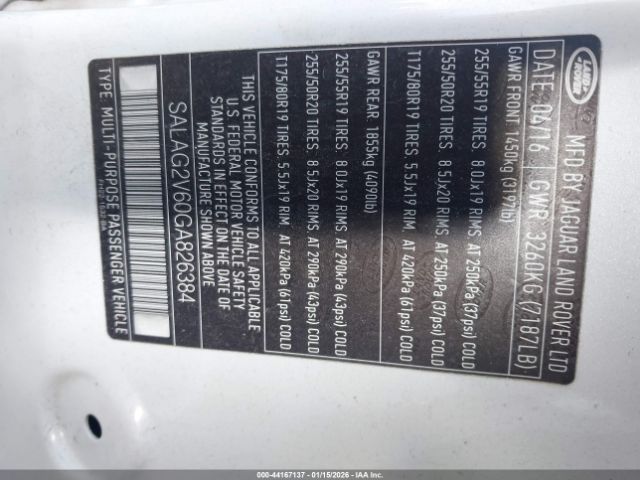 LAND-
ROVER
MFD BY JAGUAR LAND ROVER LTD
DATE: 04/16 GWR 3260KG (7187LB)
GAWR FRONT 1450kg (3197lb)
255/55R19 TIRES. 8.0Jx19 RIMS. AT 250kPa (37psi) COLD
255/50R20 TIRES. 8.5Jx20 RIMS. AT 250kPa (37psi) COLD
T175/80R19 TIRES. 5.5Jx19 RIM. AT 420kPa (61psi) COLD
GAWR REAR. 1855kg (4090lb)
255/55R19 TIRES. 8.0Jx19 RIMS. AT 290kPa (43psi) COLD
255/50R20 TIRES. 8.5Jx20 RIMS. AT 290kPa (43psi) COLD
T175/80R19 TIRES. 5.5Jx19 RIM. AT 420kPa (61psi) COLD
THIS VEHICLE CONFORMS TO ALL APPLICABLE
U.S. FEDERAL MOTOR VEHICLE SAFETY
STANDARDS IN EFFECT ON THE DATE OF
MANUFACTURE SHOWN ABOVE
SALAG2V60GA826384
TYPE: MULTI-PURPOSE PASSENGER VEHICLE
000-44167137 - 01/15/2026 - IAA, Inc.